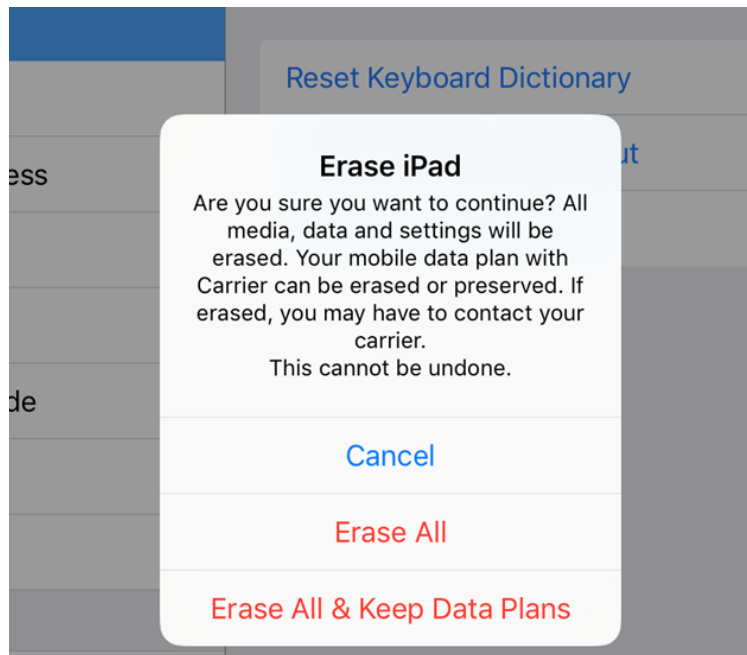 Reset Keyboard Dictionary
ess
ut
Erase iPad
Are you sure you want to continue? All
media, data and settings will be
erased. Your mobile data plan with
Carrier can be erased or preserved. If
erased, you may have to contact your
carrier.
This cannot be undone.
de
Cancel
Erase All
Erase All & Keep Data Plans